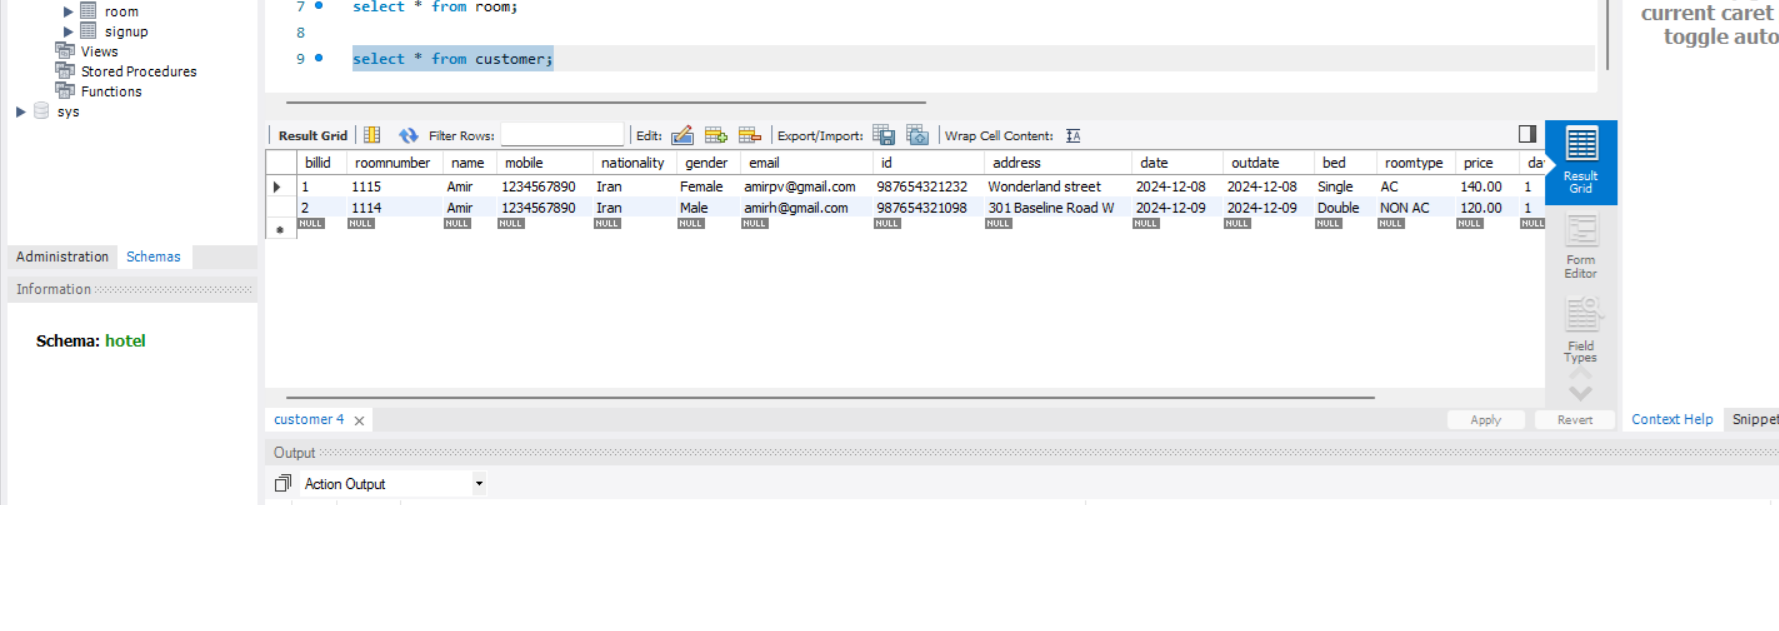 room
signup
Views
Stored Procedures
Functions
sys
Administration Schemas
Information
Schema: hotel
7 select * from room;
8
9 select * from customer;
Result Grid Filter Rows: Edit: Export/Import: Wrap Cell Content: IA
billid roomnumber name mobile nationality gender email id address date outdate bed roomtype price da
1 1115 Amir 1234567890 Iran Female amirpv@gmail.com 987654321232 Wonderland street 2024-12-08 2024-12-08 Single AC 140.00 1
2 1114 Amir 1234567890 Iran Male amirh@gmail.com 987654321098 301 Baseline Road W 2024-12-09 2024-12-09 Double NON AC 120.00 1
NULL NULL NULL NULL NULL NULL NULL NULL NULL NULL NULL NULL NULL NULL NULL
Result
Grid
Form
Editor
Field
Types
customer 4
Apply Revert
Output
Action Output
current caret
toggle auto
Context Help Snippet